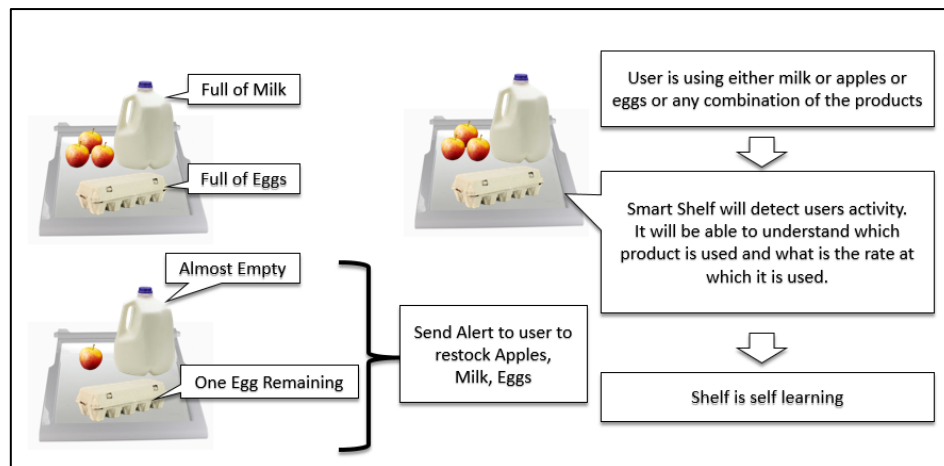 Full of Milk
Full of Eggs
Almost Empty
One Egg Remaining
Send Alert to user to
restock Apples,
Milk, Eggs
User is using either milk or apples or
eggs or any combination of the products
Smart Shelf will detect users activity.
It will be able to understand which
product is used and what is the rate at
which it is used.
Shelf is self learning